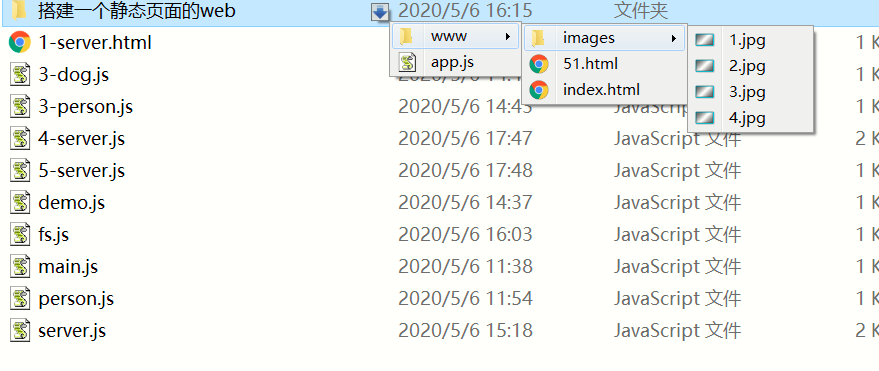 搭建一个静态页面的web 2020/5/6 16:15 文件夹
www images 1.jpg
1-server.html 51.html 1 K
app.js 2.jpg
3-dog.js index.html 3.jpg 1 K
3-person.js 2020/5/6 14:45 JavaScript 文件 4.jpg 1 K
4-server.js 2020/5/6 17:47 JavaScript 文件 2 K
5-server.js 2020/5/6 17:48 JavaScript 文件 1 K
demo.js 2020/5/6 14:37 JavaScript 文件 1 K
fs.js 2020/5/6 16:03 JavaScript 文件 1 K
main.js 2020/5/6 11:38 JavaScript 文件 1 K
person.js 2020/5/6 11:54 JavaScript 文件 1 K
server.js 2020/5/6 15:18 JavaScript 文件 2 K